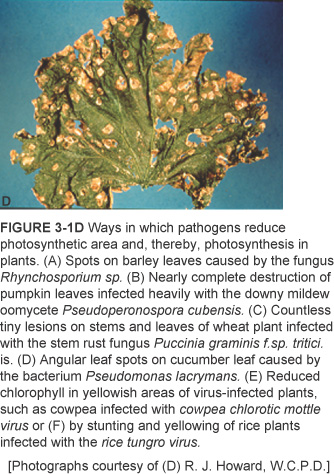 D
FIGURE 3-1D Ways in which pathogens reduce
photosynthetic area and, thereby, photosynthesis in
plants. (A) Spots on barley leaves caused by the fungus
Rhynchosporium sp. (B) Nearly complete destruction of
pumpkin leaves infected heavily with the downy mildew
oomycete Pseudoperonospora cubensis. (C) Countless
tiny lesions on stems and leaves of wheat plant infected
with the stem rust fungus Puccinia graminis f.sp. tritici.
is. (D) Angular leaf spots on cucumber leaf caused by
the bacterium Pseudomonas lacrymans. (E) Reduced
chlorophyll in yellowish areas of virus-infected plants,
such as cowpea infected with cowpea chlorotic mottle
virus or (F) by stunting and yellowing of rice plants
infected with the rice tungro virus.
[Photographs courtesy of (D) R. J. Howard, W.C.P.D.]